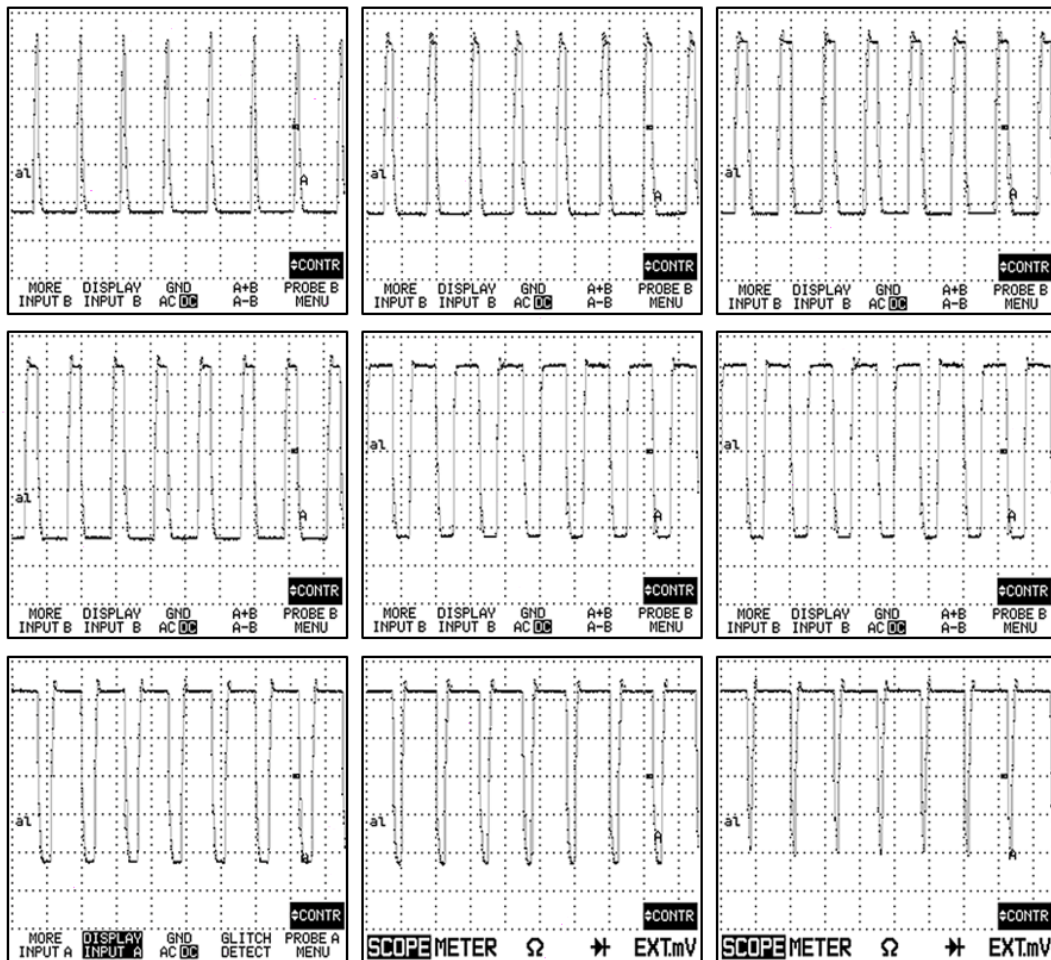 al
A
CONTR
MORE DISPLAY GND A+B PROBE B
INPUT B INPUT B AC DC A-B MENU
al
A
CONTR
MORE DISPLAY GND A+B PROBE B
INPUT B INPUT B AC DC A-B MENU
al
A
CONTR
MORE DISPLAY GND A+B PROBE B
INPUT B INPUT B AC DC A-B MENU
al
A
CONTR
MORE DISPLAY GND A+B PROBE B
INPUT B INPUT B AC DC A-B MENU
al
A
CONTR
MORE DISPLAY GND A+B PROBE B
INPUT B INPUT B AC DC A-B MENU
al
A
CONTR
MORE DISPLAY GND A+B PROBE B
INPUT B INPUT B AC DC A-B MENU
al
A
CONTR
MORE DISPLAY GND GLITCH PROBE A
INPUT A INPUT A AC DC DETECT MENU
al
A
CONTR
SCOPE METER Ω EXT.mV
al
A
CONTR
SCOPE METER Ω EXT.mV